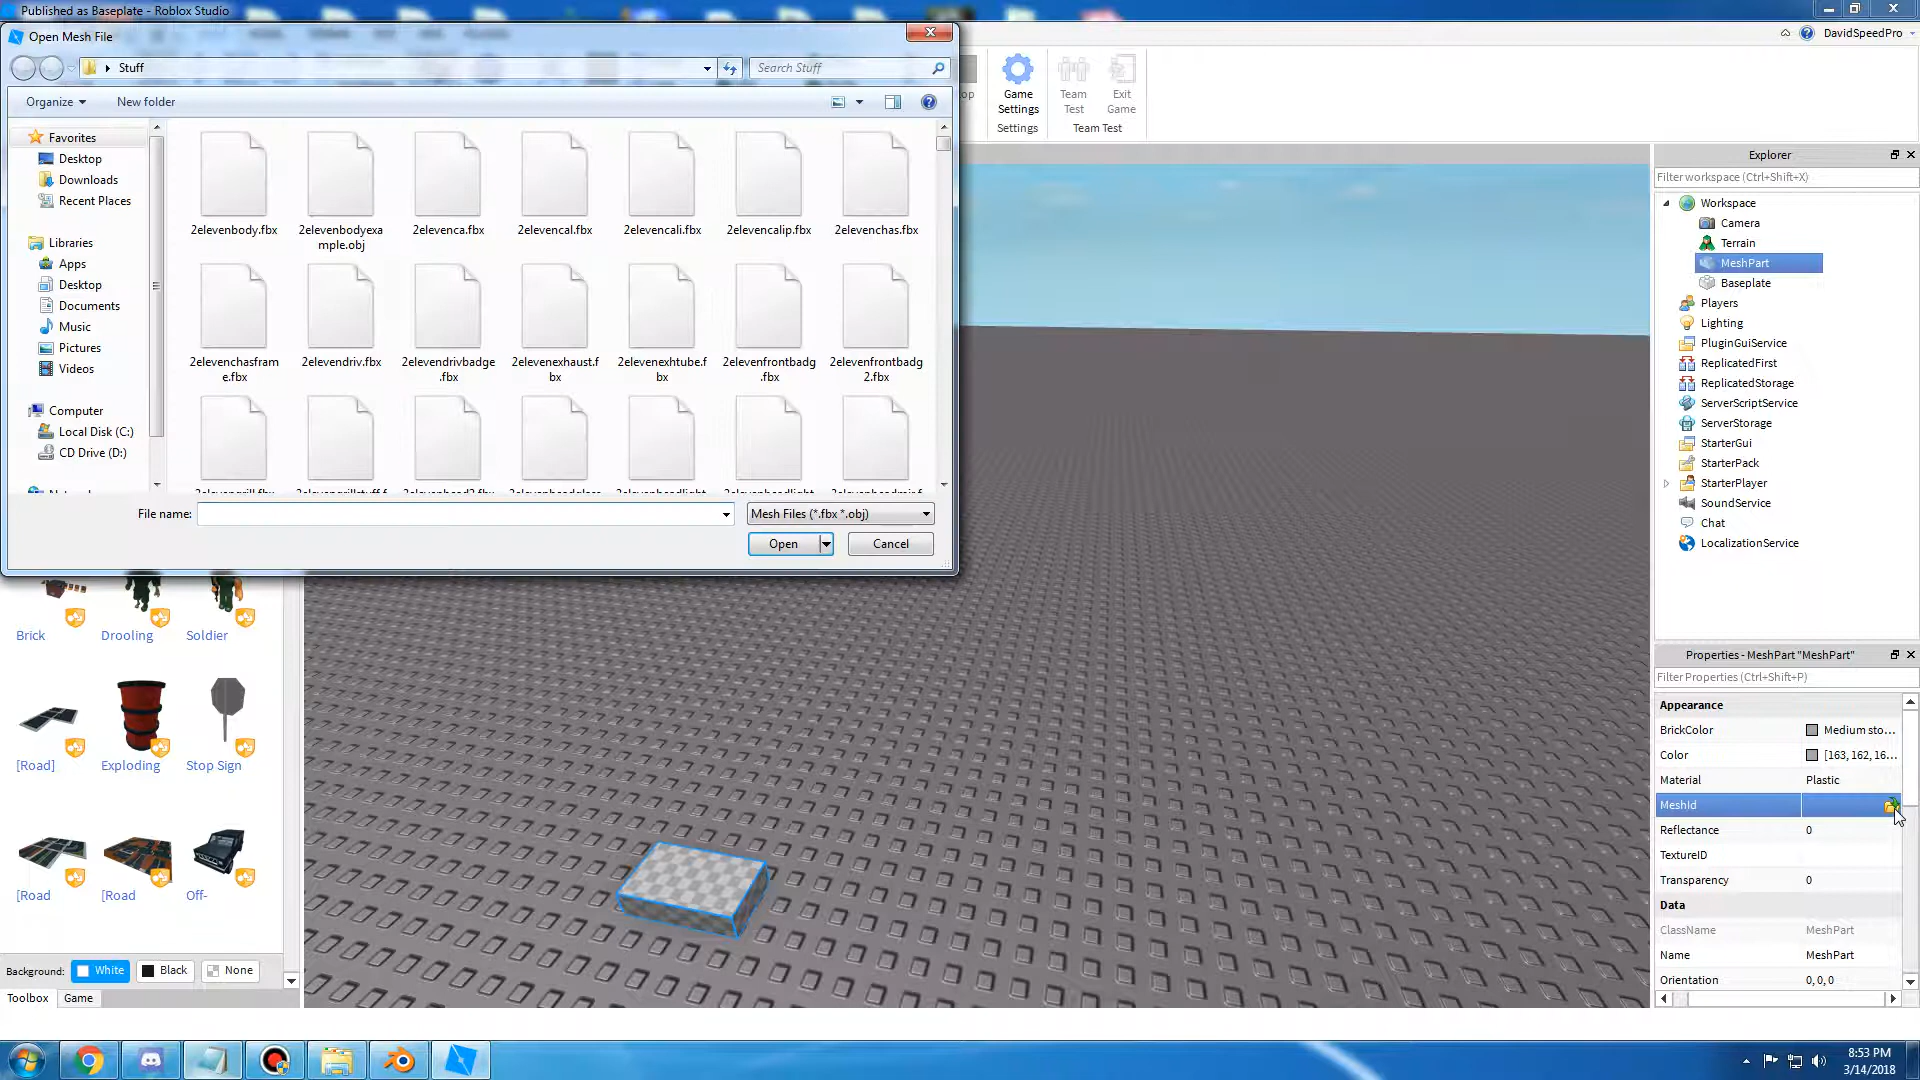 Published as Baseplate - Roblox Studio
Open Mesh File
DavidSpeedPro
Stuff
Search Stuff
Organize
New folder
Game Settings
Team Test
Exit Game
Settings
Team Test
Favorites
Desktop
Downloads
Recent Places
Libraries
Apps
Desktop
Documents
Music
Pictures
Videos
Computer
Local Disk (C:)
CD Drive (D:)
2elevenbody.fbx
2elevenbodyexa
mple.obj
2elevenca.fbx
2elevencal.fbx
2elevencali.fbx
2elevencalip.fbx
2elevenchas.fbx
2elevenchasfram
e.fbx
2elevendriv.fbx
2elevendrivbadge
.fbx
2elevenexhaust.f
bx
2elevenexhtube.f
bx
2elevenfrontbadg
.fbx
2elevenfrontbadg
2.fbx
File name:
Mesh Files (*.fbx *.obj)
Open
Cancel
Explorer
Filter workspace (Ctrl+Shift+X)
Workspace
Camera
Terrain
MeshPart
Baseplate
Players
Lighting
PluginGuiService
ReplicatedFirst
ReplicatedStorage
ServerScriptService
ServerStorage
StarterGui
StarterPack
StarterPlayer
SoundService
Chat
LocalizationService
Brick
Drooling
Soldier
[Road]
Exploding
Stop Sign
[Road
[Road
Off-
Background:
White
Black
None
Toolbox
Game
Properties - MeshPart "MeshPart"
Filter Properties (Ctrl+Shift+P)
Appearance
BrickColor Medium sto...
Color [163, 162, 16...
Material Plastic
MeshId
Reflectance 0
TextureID
Transparency 0
Data
ClassName MeshPart
Name MeshPart
Orientation 0, 0, 0
8:53 PM
3/14/2018